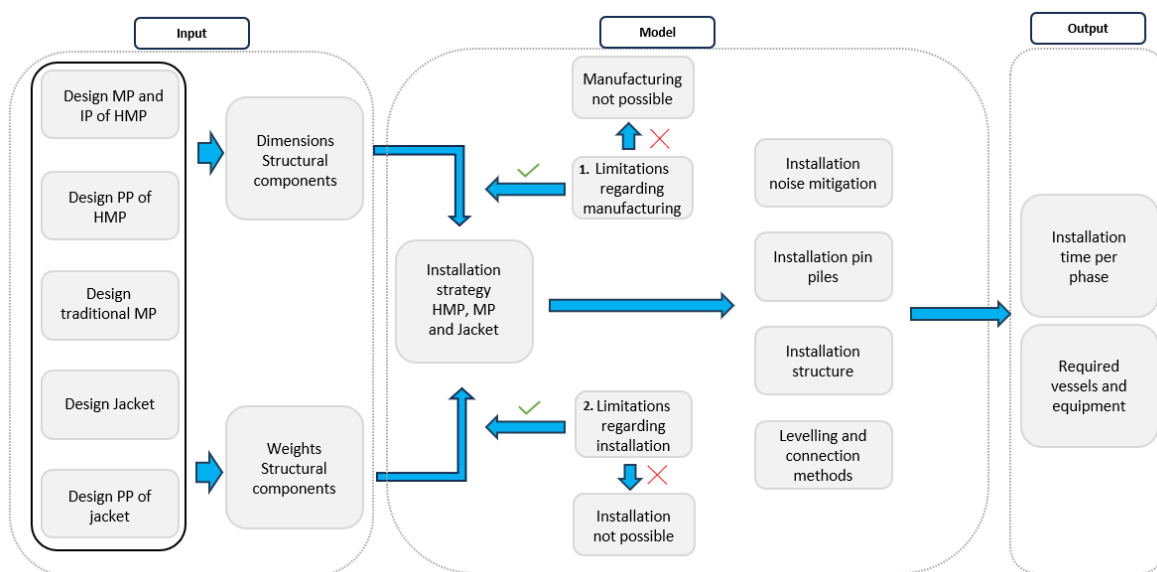 Input
Model
Output
Design MP and
IP of HMP
Design PP
of HMP
Design
traditional MP
Design Jacket
Design PP of
jacket
Dimensions
Structural
components
Weights
Structural
components
Manufacturing
not possible
1. Limitations
regarding
manufacturing
Installation
strategy
HMP, MP
and Jacket
2. Limitations
regarding
installation
Installation
not possible
Installation
noise mitigation
Installation pin
piles
Installation
structure
Levelling and
connection
methods
Installation
time per
phase
Required
vessels and
equipment